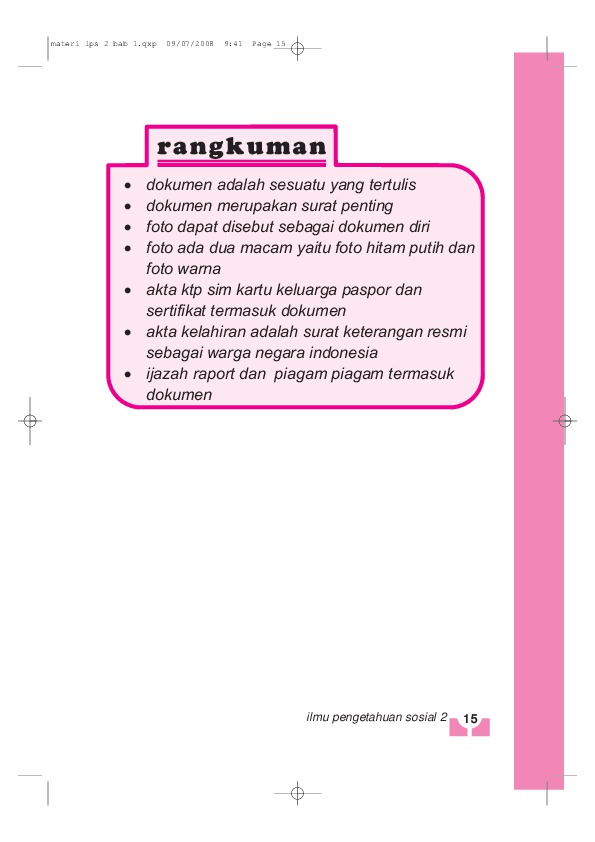 materi ips 2 bab 1.qxp 09/07/2008 9:41 Page 15
rangkuman
• dokumen adalah sesuatu yang tertulis
• dokumen merupakan surat penting
• foto dapat disebut sebagai dokumen diri
• foto ada dua macam yaitu foto hitam putih dan
foto warna
• akta ktp sim kartu keluarga paspor dan
sertifikat termasuk dokumen
• akta kelahiran adalah surat keterangan resmi
sebagai warga negara indonesia
• ijazah raport dan piagam piagam termasuk
dokumen
ilmu pengetahuan sosial 2 15